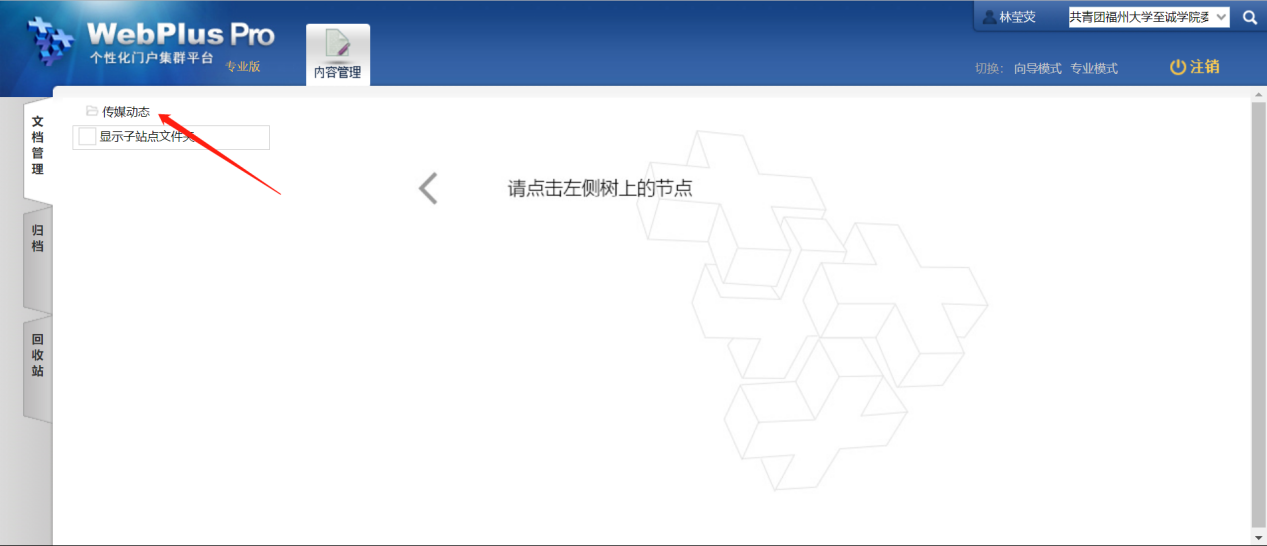 WebPlus Pro
个性化门户集群平台 专业版
内容管理
林莹荧
共青团福州大学至诚学院委
切换： 向导模式 专业模式
注销
文档管理
归档
回收站
传媒动态
显示子站点文件夹
请点击左侧树上的节点